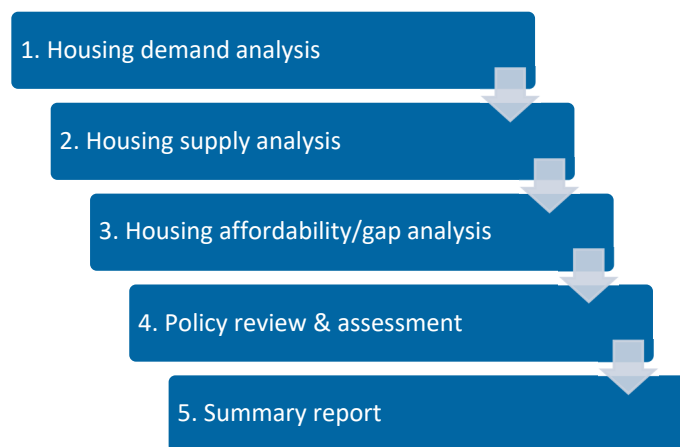 1. Housing demand analysis
2. Housing supply analysis
3. Housing affordability/gap analysis
4. Policy review & assessment
5. Summary report